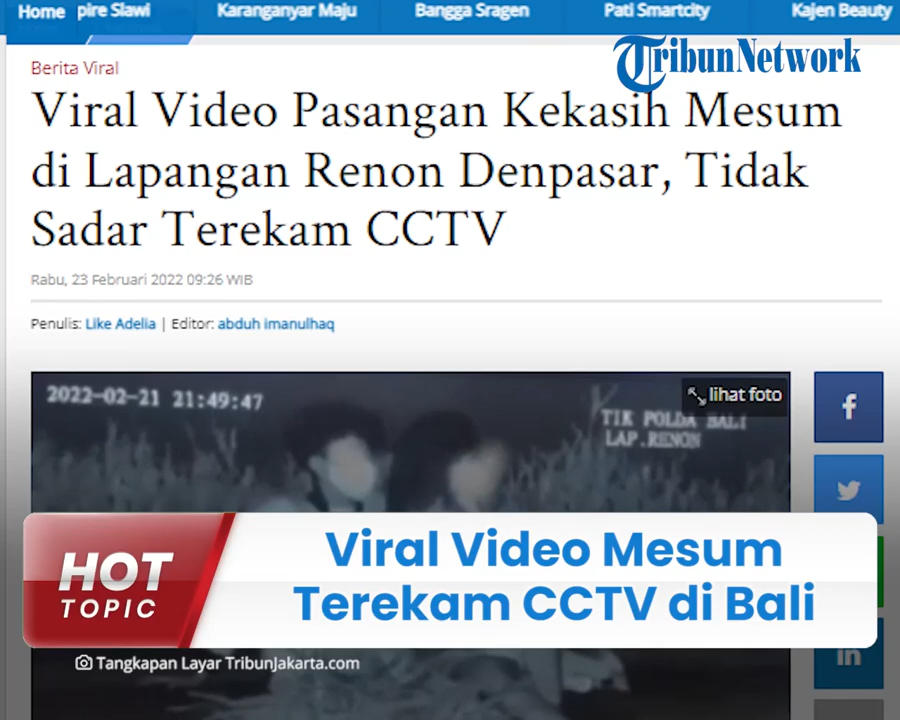 Home
pire Slawi
Karanganyar Maju
Bangga Sragen
Pati Smartcity
Kajen Beauty
TribunNetwork
Berita Viral
Viral Video Pasangan Kekasih Mesum
di Lapangan Renon Denpasar, Tidak
Sadar Terekam CCTV
Rabu, 23 Februari 2022 09:26 WIB
Penulis: Like Adelia | Editor: abduh imanulhaq
2022-02-21 21:49:47
lihat foto
TIK POLDA BALI
LAP.RENON
f
HOT
TOPIC
Viral Video Mesum
Terekam CCTV di Bali
in
Tangkapan Layar TribunJakarta.com